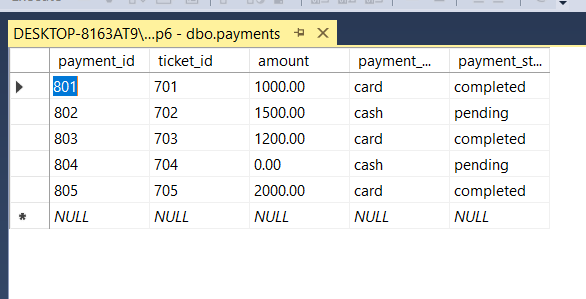 DESKTOP-8163AT9\...p6 - dbo.payments
payment_id ticket_id amount payment_... payment_st...
801 701 1000.00 card completed
802 702 1500.00 cash pending
803 703 1200.00 card completed
804 704 0.00 cash pending
805 705 2000.00 card completed
* NULL NULL NULL NULL NULL